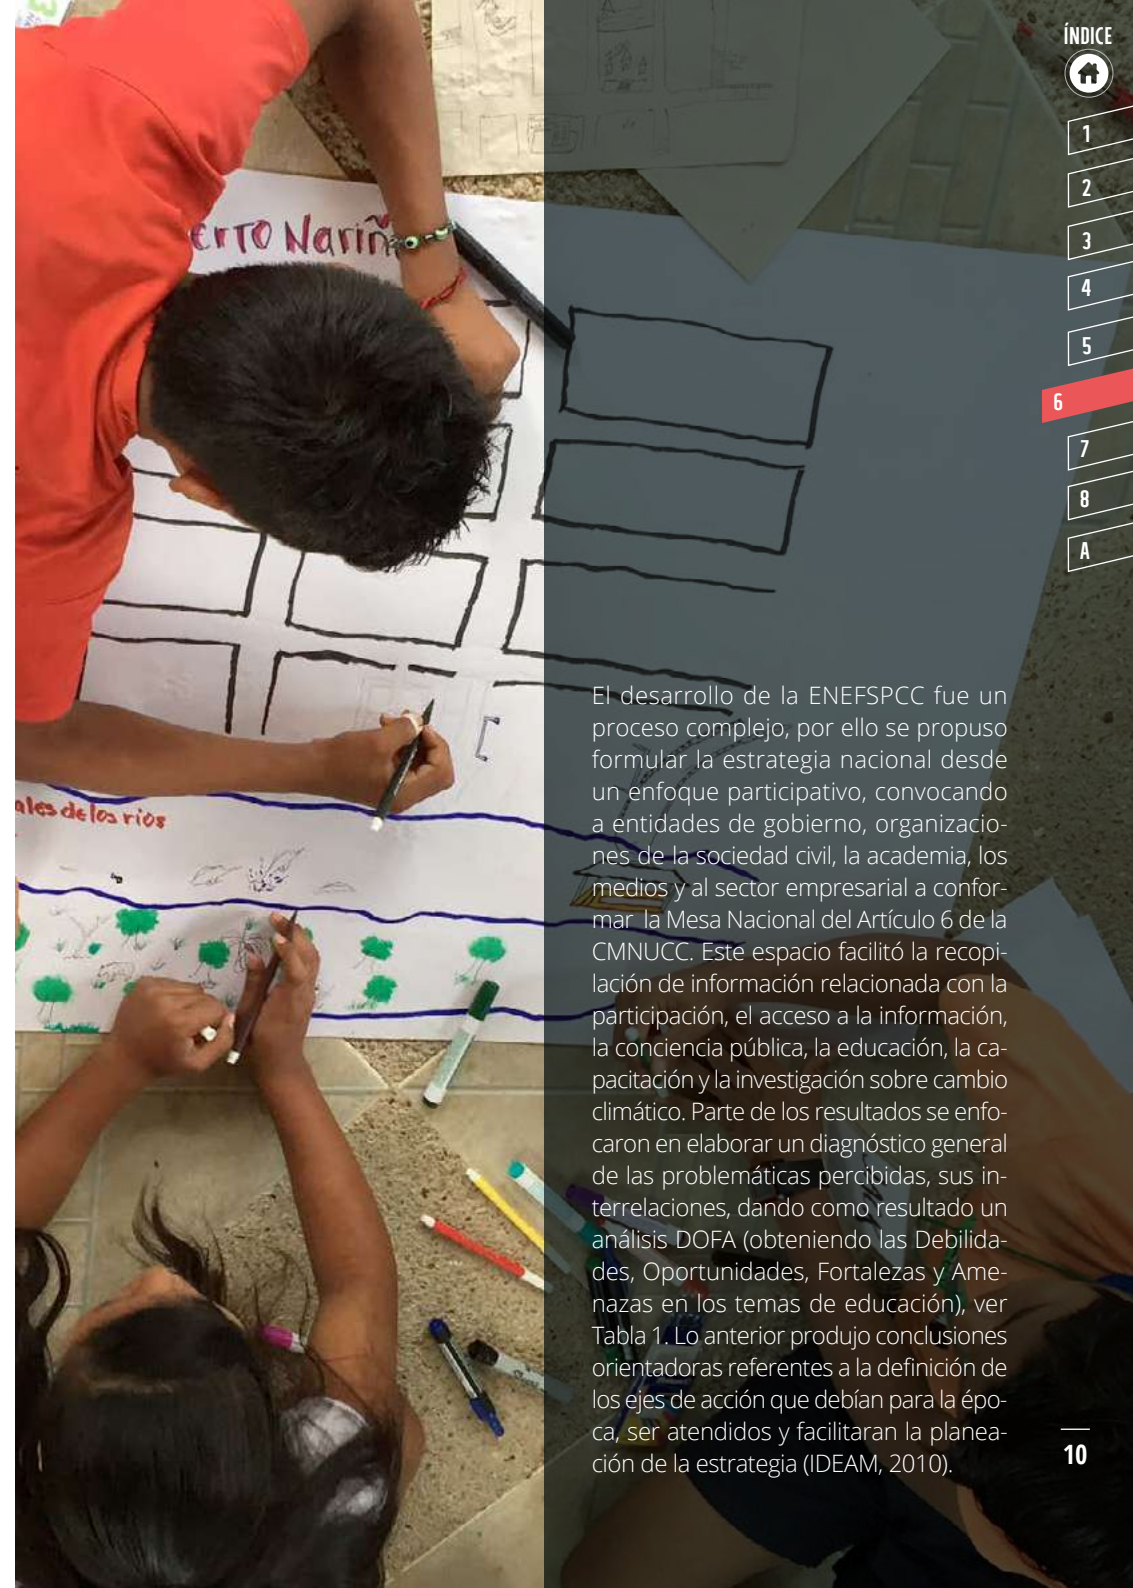 ÍNDICE
1
2
3
4
5
6
7
8
A
erto Nariñ
ales de los rios
El desarrollo de la ENEFSPCC fue un
proceso complejo, por ello se propuso
formular la estrategia nacional desde
un enfoque participativo, convocando
a entidades de gobierno, organizacio-
nes de la sociedad civil, la academia, los
medios y al sector empresarial a confor-
mar la Mesa Nacional del Artículo 6 de la
CMNUCC. Este espacio facilitó la recopi-
lación de información relacionada con la
participación, el acceso a la información,
la conciencia pública, la educación, la ca-
pacitación y la investigación sobre cambio
climático. Parte de los resultados se enfo-
caron en elaborar un diagnóstico general
de las problemáticas percibidas, sus in-
terrelaciones, dando como resultado un
análisis DOFA (obteniendo las Debilida-
des, Oportunidades, Fortalezas y Ame-
nazas en los temas de educación), ver
Tabla 1. Lo anterior produjo conclusiones
orientadoras referentes a la definición de
los ejes de acción que debían para la épo-
ca, ser atendidos y facilitaran la planea-
ción de la estrategia (IDEAM, 2010).
10